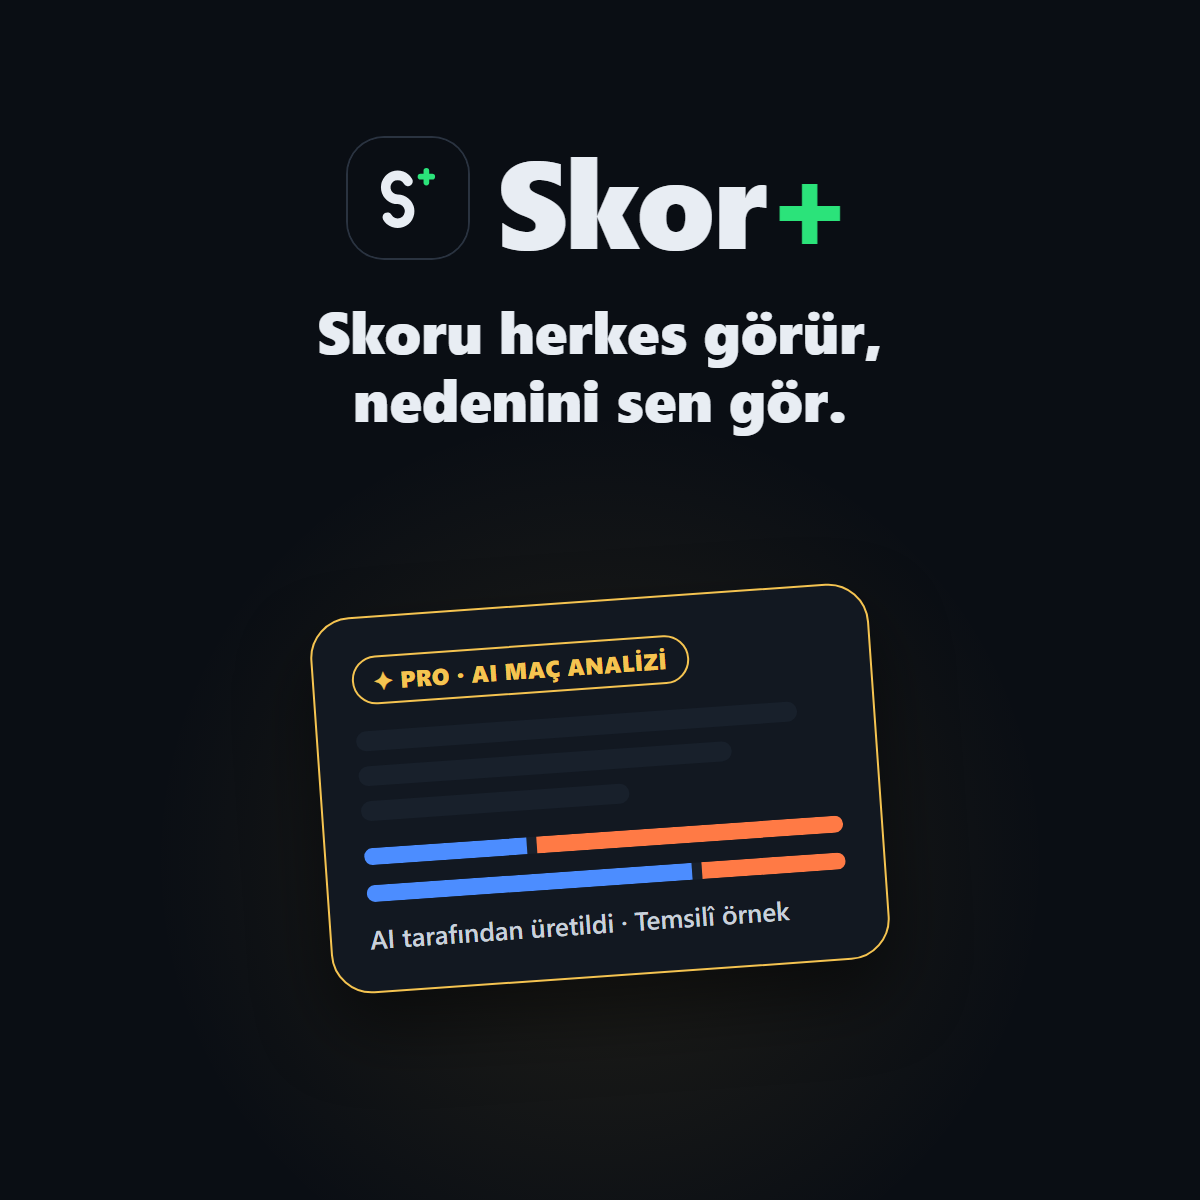 S+ Skor+
Skoru herkes görür,
nedenini sen gör.
✦ PRO · AI MAÇ ANALİZİ
AI tarafından üretildi · Temsilî örnek